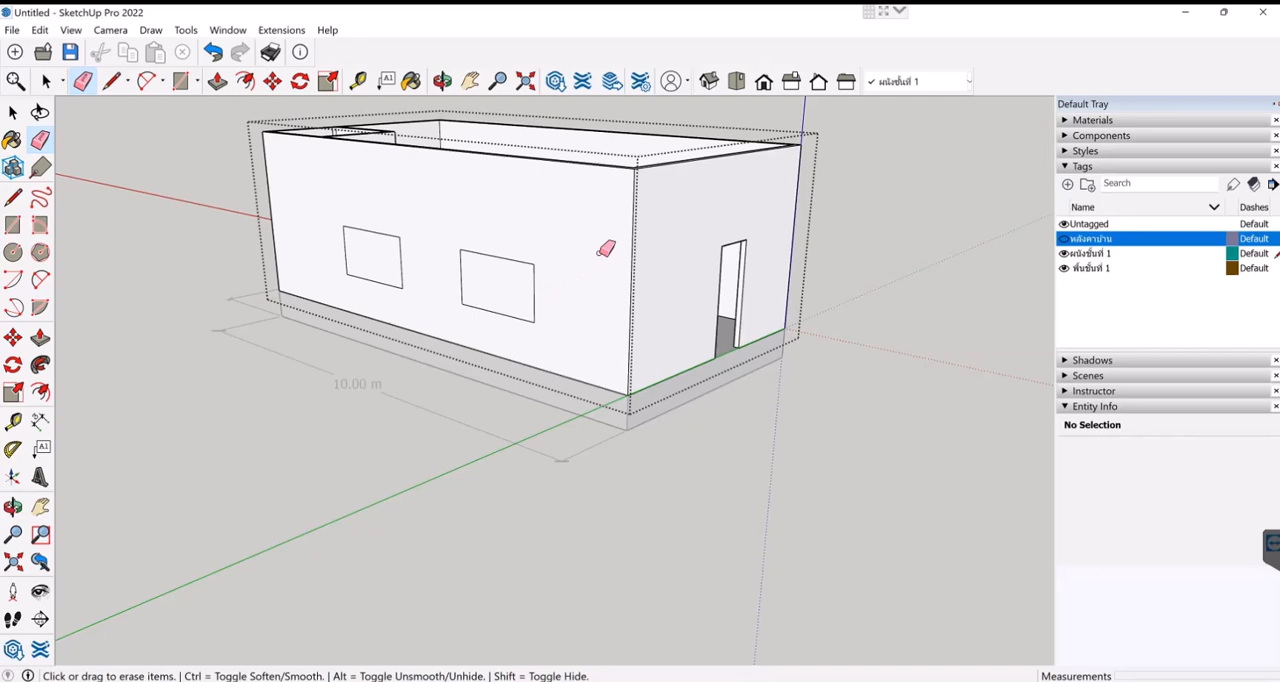 Untitled - SketchUp Pro 2022
File Edit View Camera Draw Tools Window Extensions Help
A1
✓ ผนังชั้นที่ 1
Default Tray
Materials
Components
Styles
Tags
Search
Name Dashes
Untagged Default
หลังคาบ้าน Default
ผนังชั้นที่ 1 Default
พื้นชั้นที่ 1 Default
Shadows
Scenes
Instructor
Entity Info
No Selection
10.00 m
A1
Click or drag to erase items. | Ctrl = Toggle Soften/Smooth. | Alt = Toggle Unsmooth/Unhide. | Shift = Toggle Hide.
Measurements